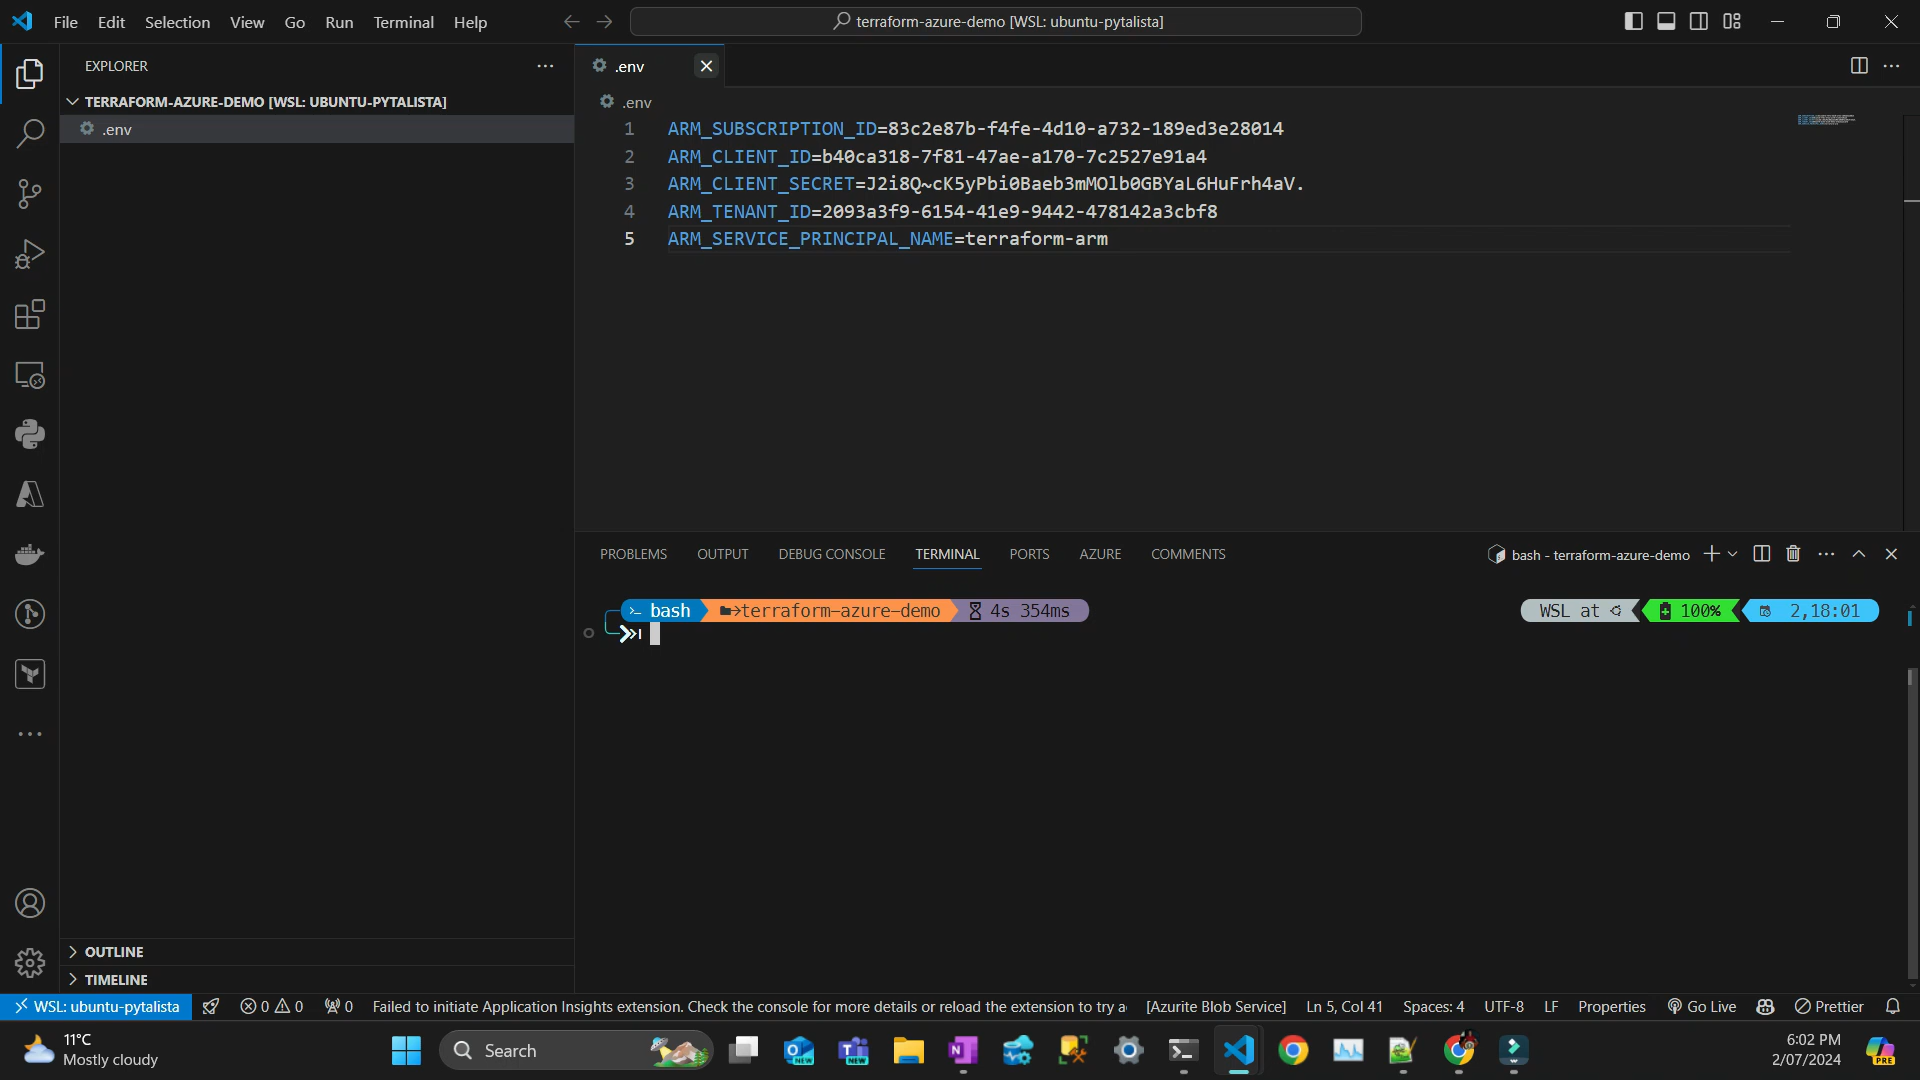 File Edit Selection View Go Run Terminal Help
terraform-azure-demo [WSL: ubuntu-pytalista]
EXPLORER
TERRAFORM-AZURE-DEMO [WSL: UBUNTU-PYTALISTA]
.env
OUTLINE
TIMELINE
.env
.env
1 ARM_SUBSCRIPTION_ID=83c2e87b-f4fe-4d10-a732-189ed3e28014
2 ARM_CLIENT_ID=b40ca318-7f81-47ae-a170-7c2527e91a4
3 ARM_CLIENT_SECRET=J2i8Q~cK5yPbi0Baeb3mMOlb0GBYaL6HuFrh4aV.
4 ARM_TENANT_ID=2093a3f9-6154-41e9-9442-478142a3cbf8
5 ARM_SERVICE_PRINCIPAL_NAME=terraform-arm
PROBLEMS OUTPUT DEBUG CONSOLE TERMINAL PORTS AZURE COMMENTS
bash - terraform-azure-demo
bash terraform-azure-demo 4s 354ms
WSL at 100% 2,18:01
WSL: ubuntu-pytalista 0 0 0 Failed to initiate Application Insights extension. Check the console for more details or reload the extension to try a [Azurite Blob Service] Ln 5, Col 41 Spaces: 4 UTF-8 LF Properties Go Live Prettier
11°C
Mostly cloudy
Search
NEW
NEW
6:02 PM
2/07/2024
PRE